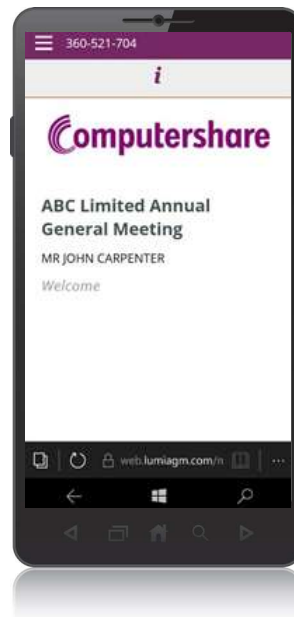 360-521-704
i
Computershare
ABC Limited Annual
General Meeting
MR JOHN CARPENTER
Welcome
web.lumiagm.com/n